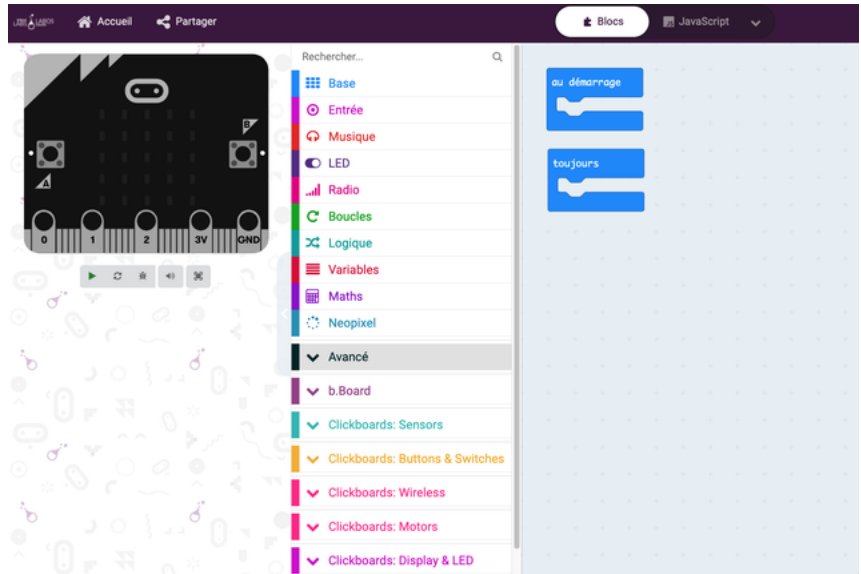 LABOS
Accueil
Partager
Blocs
JavaScript
B
A
0 1 2 3V GND
Rechercher...
Base
Entrée
Musique
LED
Radio
Boucles
Logique
Variables
Maths
Neopixel
Avancé
b.Board
Clickboards: Sensors
Clickboards: Buttons & Switches
Clickboards: Wireless
Clickboards: Motors
Clickboards: Display & LED
au démarrage
toujours